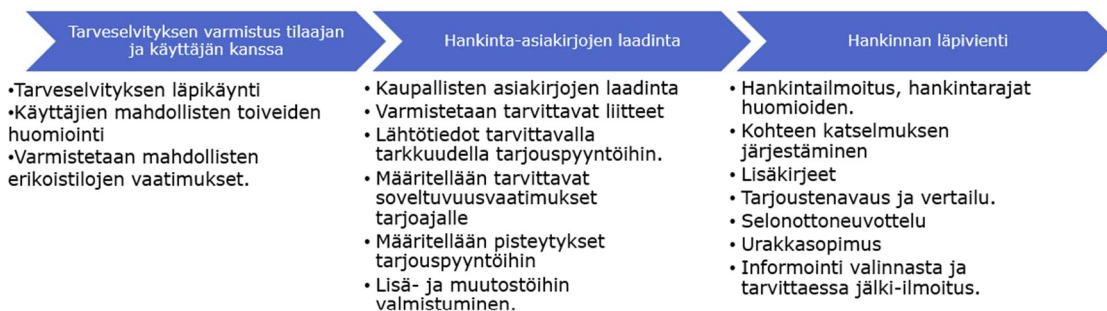 Tarveselvityksen varmistus tilaajan
ja käyttäjän kanssa
•Tarveselvityksen läpikäynti
•Käyttäjien mahdollisten toiveiden
huomiointi
•Varmistetaan mahdollisten
erikoistilojen vaatimukset.
Hankinta-asiakirjojen laadinta
• Kaupallisten asiakirjojen laadinta
• Varmistetaan tarvittavat liitteet
• Lähtötiedot tarvittavalla
tarkkuudella tarjouspyyntöihin.
• Määritellään tarvittavat
soveltuvuusvaatimukset
tarjoajalle
• Määritellään pisteytykset
tarjouspyyntöihin
• Lisä- ja muutostöihin
valmistuminen.
Hankinnan läpivienti
• Hankintailmoitus, hankintarajat
huomioiden.
• Kohteen katselmuksen
järjestäminen
• Lisäkirjeet
• Tarjoustenavaus ja vertailu.
• Selonottoneuvottelu
• Urakkasopimus
• Informointi valinnasta ja
tarvittaessa jälki-ilmoitus.